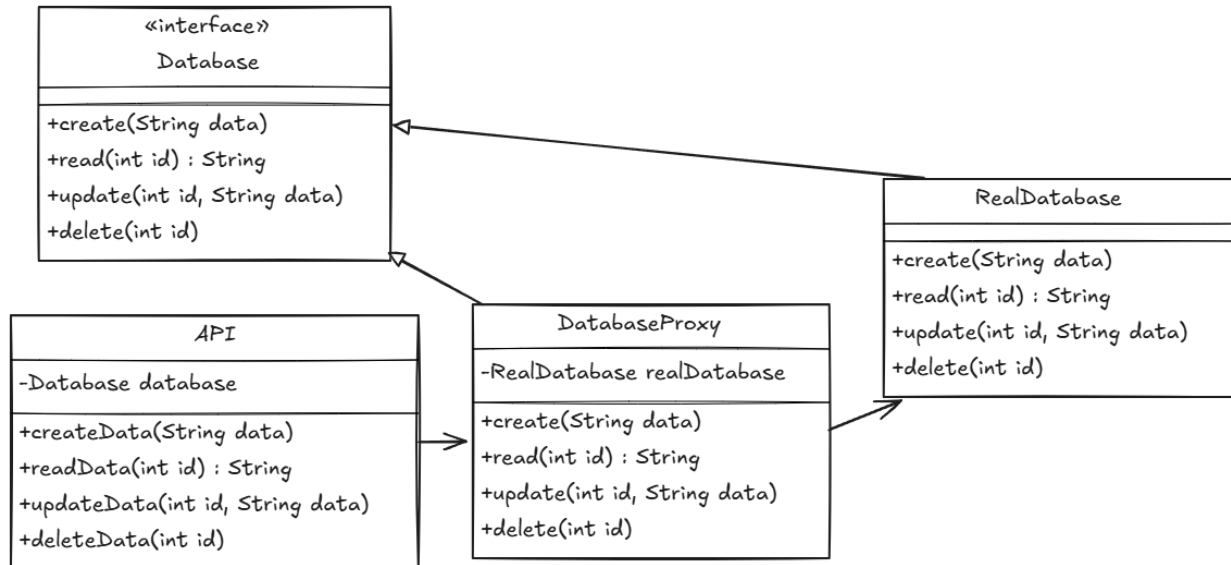 «interface»
Database
+create(String data)
+read(int id) : String
+update(int id, String data)
+delete(int id)
RealDatabase
+create(String data)
+read(int id) : String
+update(int id, String data)
+delete(int id)
API
-Database database
+createData(String data)
+readData(int id) : String
+updateData(int id, String data)
+deleteData(int id)
DatabaseProxy
-RealDatabase realDatabase
+create(String data)
+read(int id) : String
+update(int id, String data)
+delete(int id)